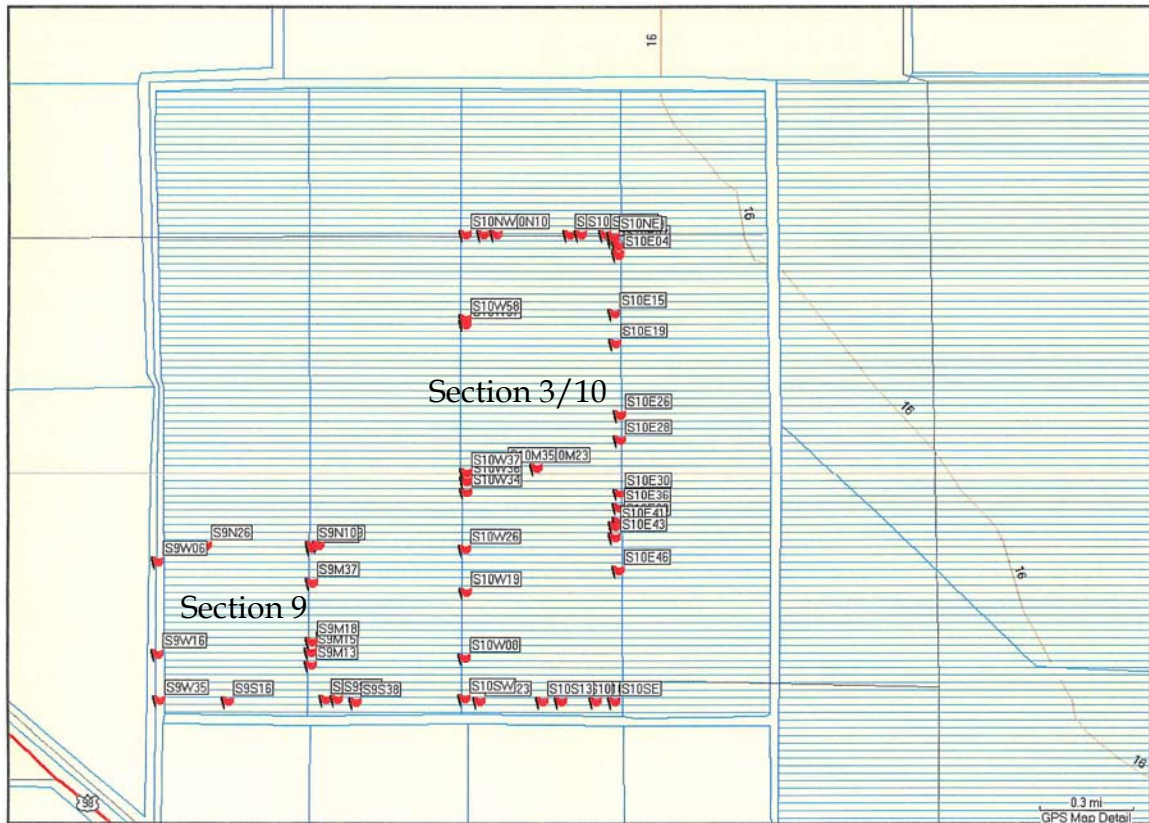 16
S10NW 0N10 S S10 S S10NE
S10E04
16
S10W58
S10E15
S10E19
Section 3/10
S10E26
16
S10E28
S10W37 0M35 0M23
S10W36
S10W34
S10E30
S10E36
S10E41
S10E43
S9N26
S9N10
S9W06
S10W26
S10E46
16
S9M37
S10W19
Section 9
S9M18
S9M15
S9M13
S9W16
S10W08
S9W35
S9S16
S9S38
S10SW 23
S10S13
S10SE
16
98
0.3 mi
GPS Map Detail